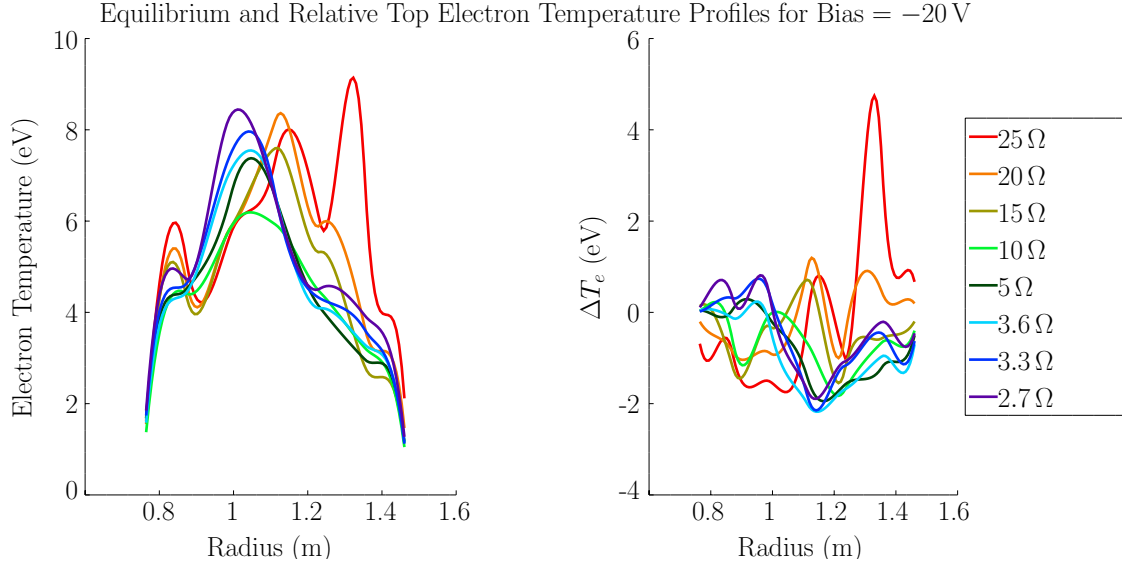 Equilibrium and Relative Top Electron Temperature Profiles for Bias = −20 V
Electron Temperature (eV)
10
8
6
4
2
0
0.8 1 1.2 1.4 1.6
Radius (m)
ΔT_e (eV)
6
4
2
0
-2
-4
0.8 1 1.2 1.4 1.6
Radius (m)
25 Ω
20 Ω
15 Ω
10 Ω
5 Ω
3.6 Ω
3.3 Ω
2.7 Ω